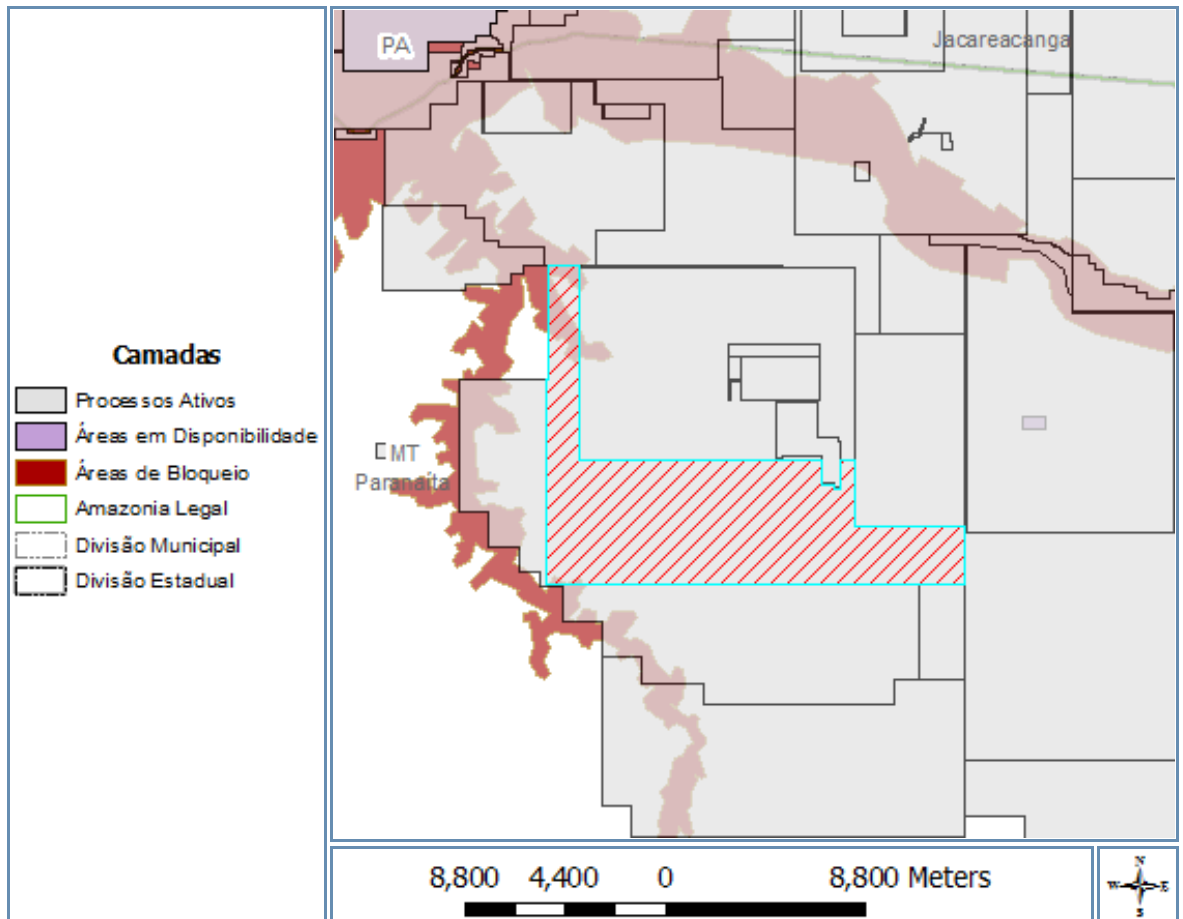 Camadas
Processos Ativos
Áreas em Disponibilidade
Áreas de Bloqueio
Amazonia Legal
Divisão Municipal
Divisão Estadual
PA
Jacareacanga
MT
Paranaíta
8,800 4,400 0 8,800 Meters
N
W E
S